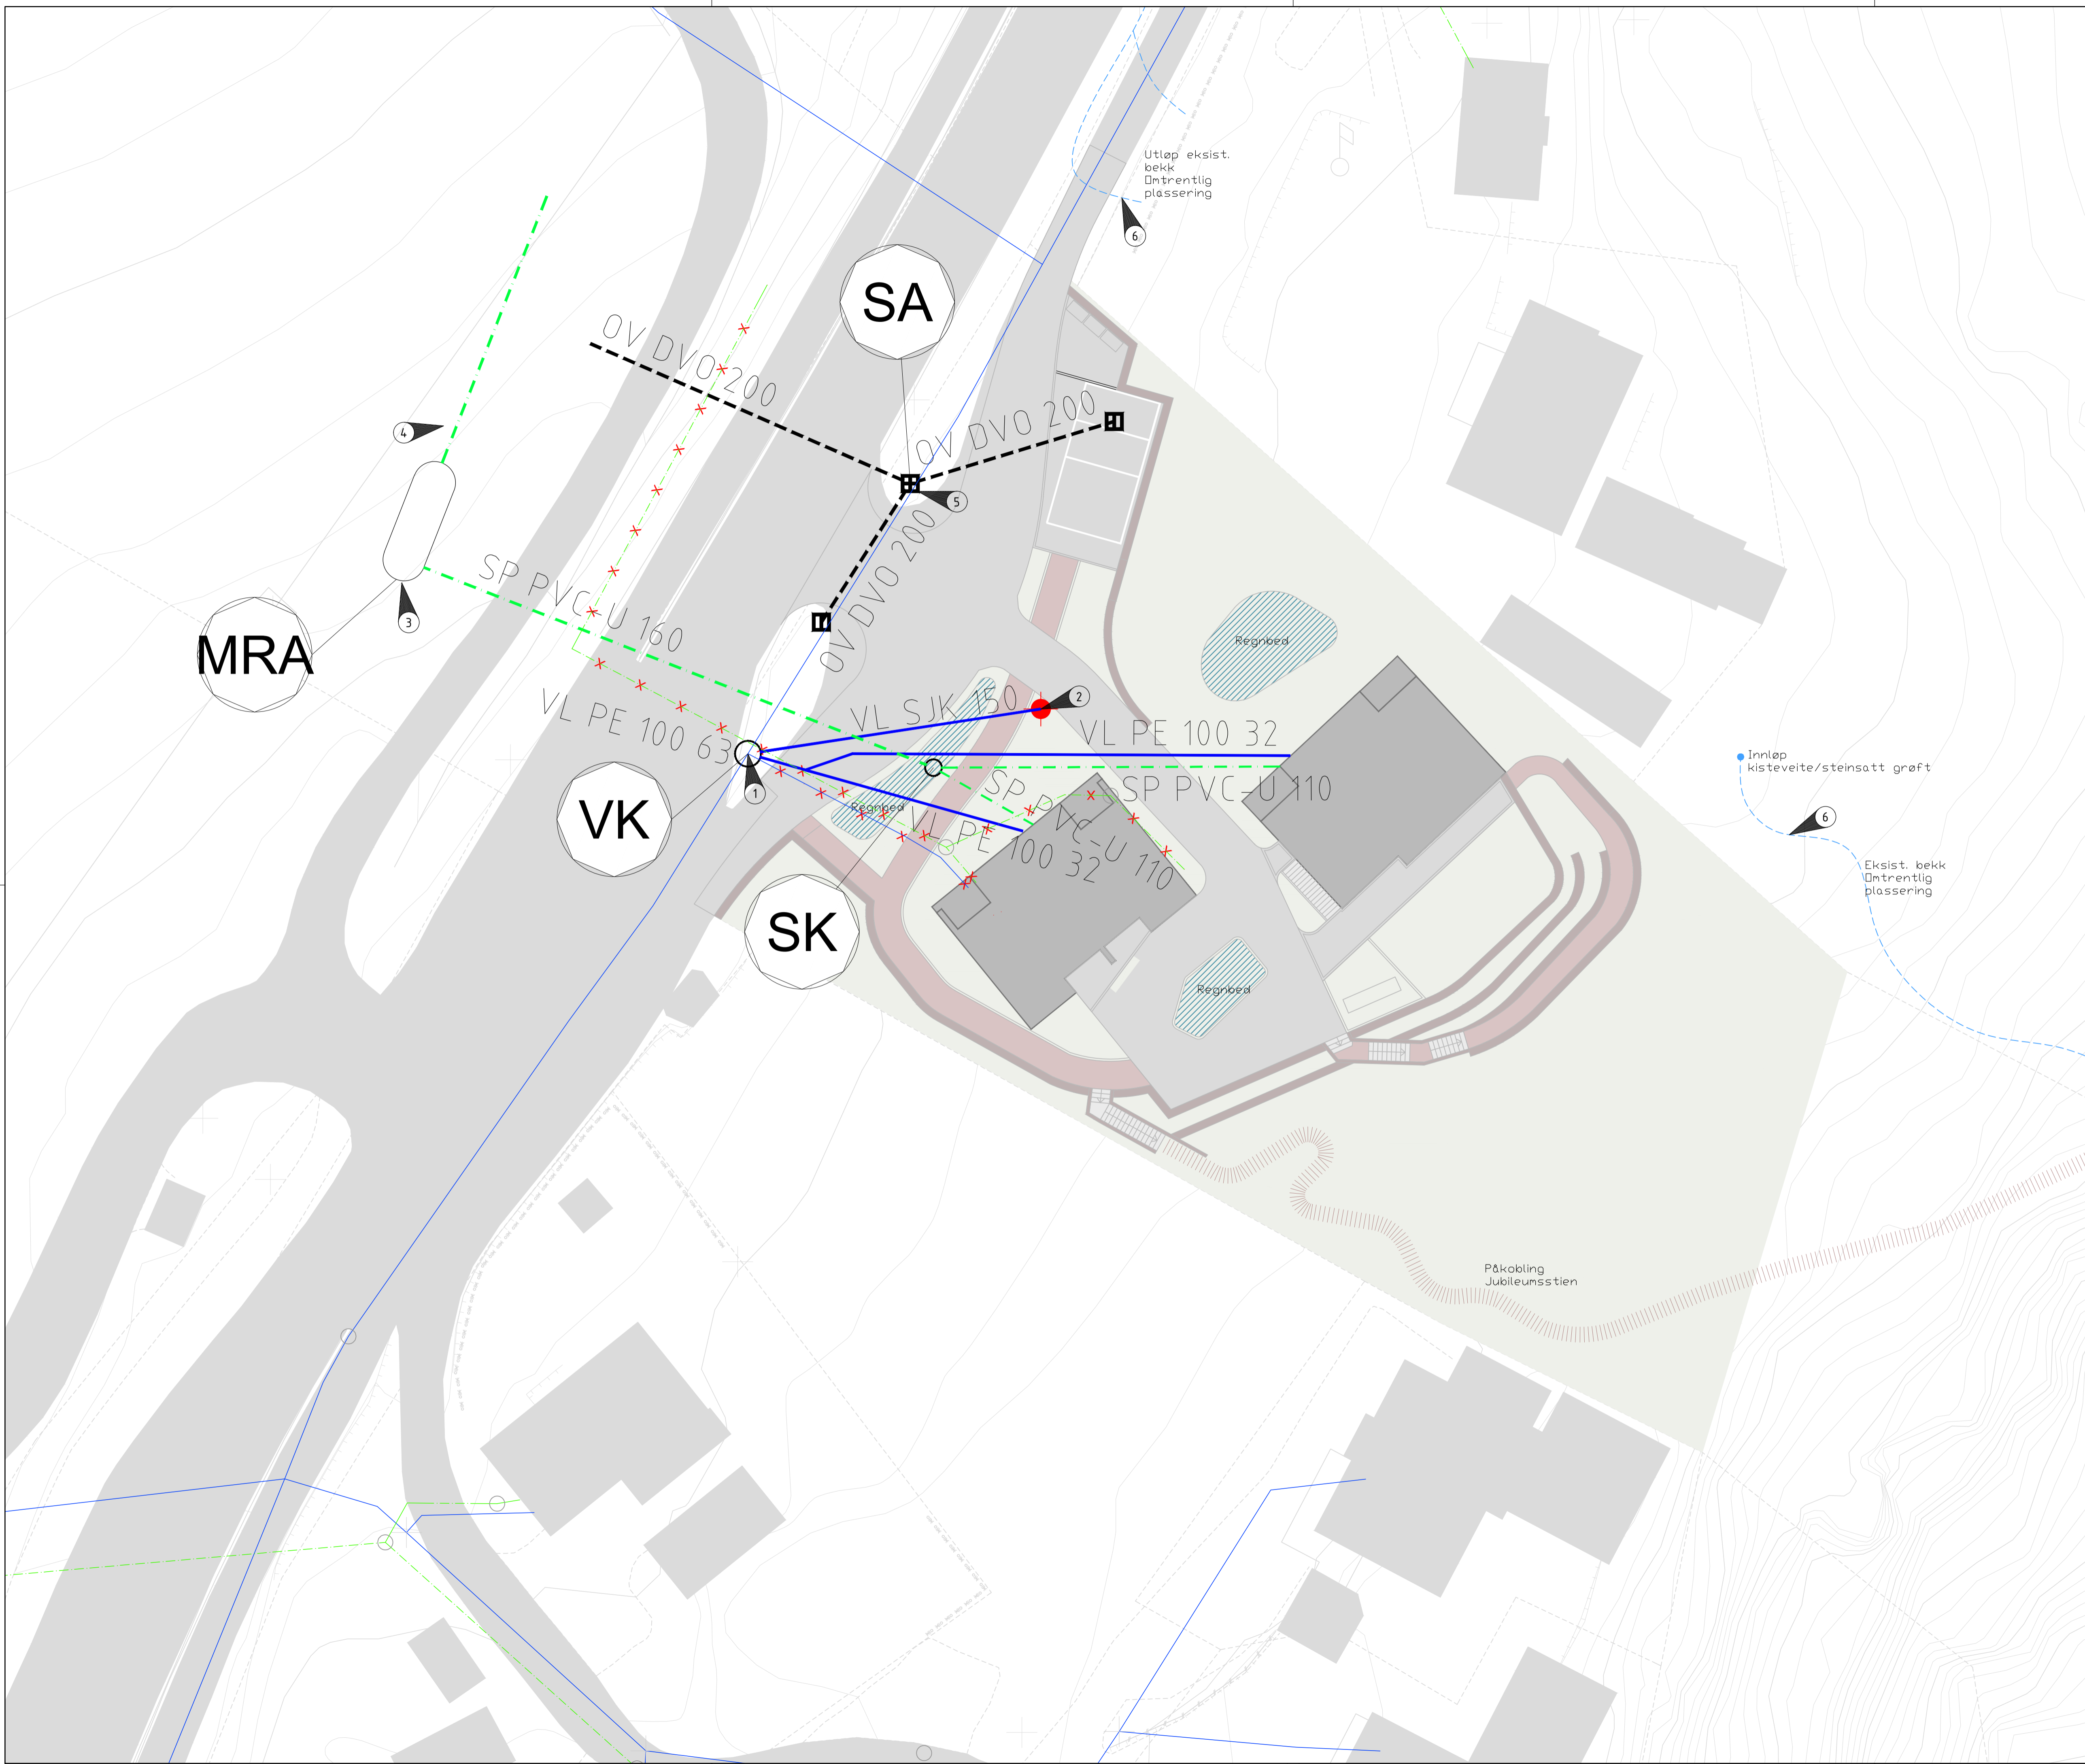 Utløp eksist.
bekk
Omtrentlig
plassering
6
SA
OV DVO 200
OV DVO 200
4
5
OV DVO 200
SP PVC-U 160
3
MRA
Regnbed
2
VL SJK 150
VL PE 100 63
VL PE 100 32
Innløp
kisteveite/steinsatt grøft
SP PVC-U 110
SP PVC-U 110
1
Regnbed
VK
VL PE 100 32
6
Eksist. bekk
Omtrentlig
plassering
SK
Regnbed
Påkobling
Jubileumsstien